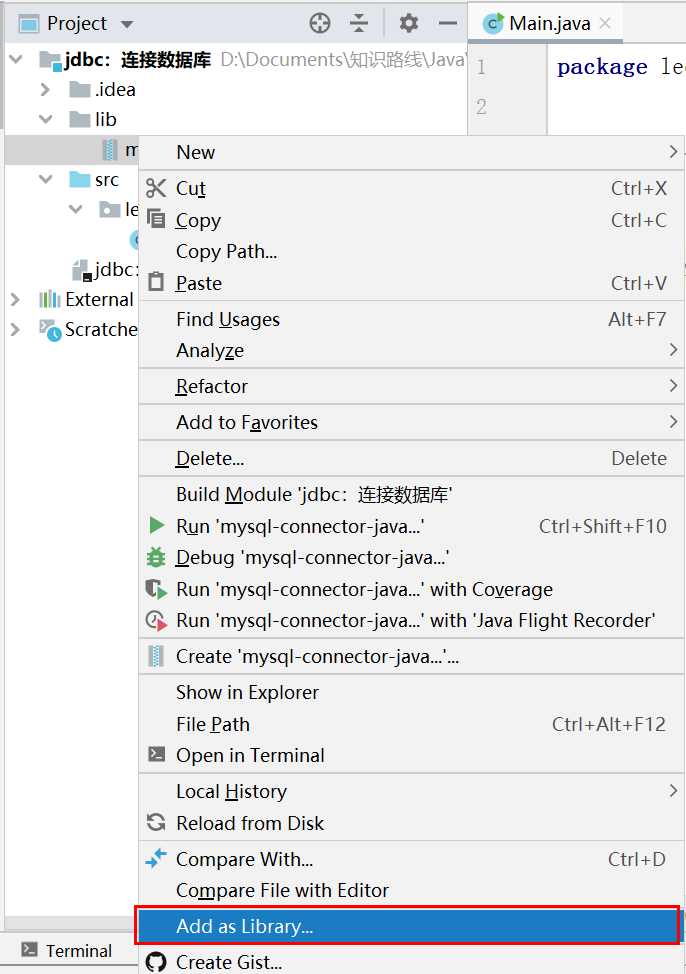 Project
Main.java
jdbc：连接数据库 D:\Documents\知识路线\Java\
1
package le
.idea
2
lib
m
New
src
Cut Ctrl+X
le
Copy Ctrl+C
Copy Path...
jdbc:
Paste Ctrl+V
External
Find Usages Alt+F7
Scratche
Analyze
Refactor
Add to Favorites
Delete... Delete
Build Module 'jdbc：连接数据库'
Run 'mysql-connector-java...' Ctrl+Shift+F10
Debug 'mysql-connector-java...'
Run 'mysql-connector-java...' with Coverage
Run 'mysql-connector-java...' with 'Java Flight Recorder'
Create 'mysql-connector-java...'...
Show in Explorer
File Path Ctrl+Alt+F12
Open in Terminal
Local History
Reload from Disk
Compare With... Ctrl+D
Compare File with Editor
Add as Library...
Terminal
Create Gist...